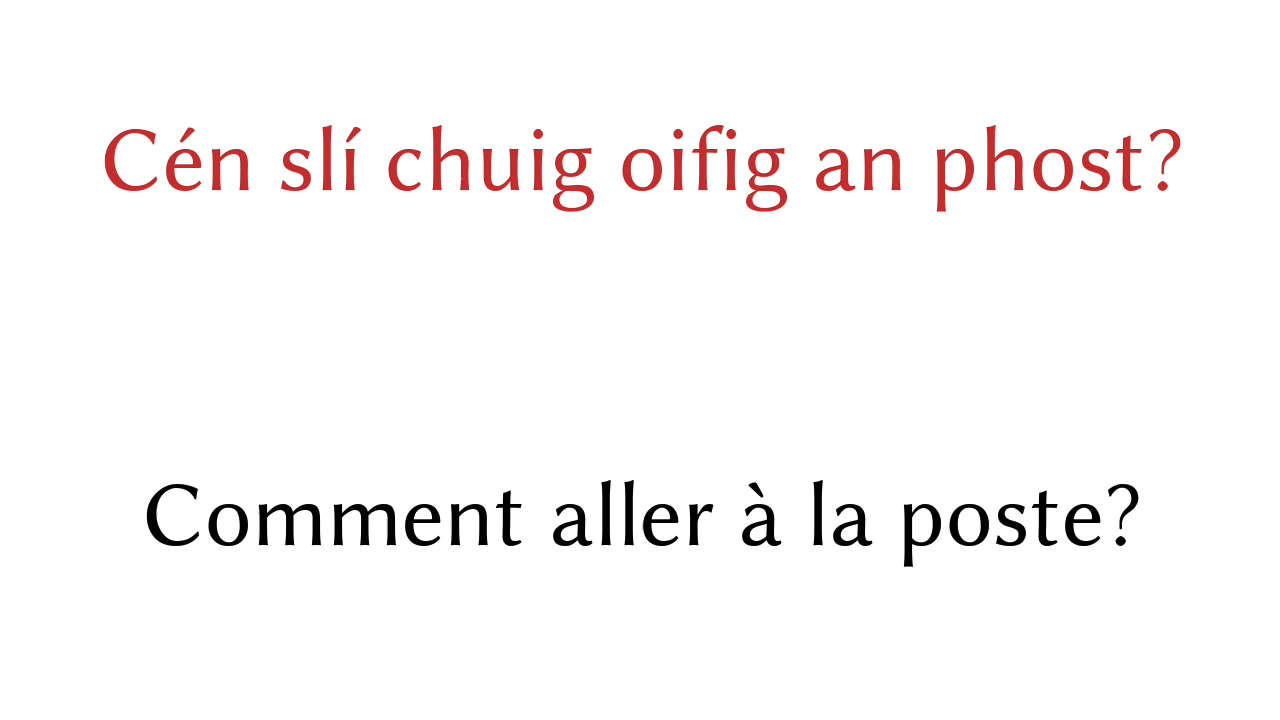 Cén slí chuig oifig an phost?
Comment aller à la poste?